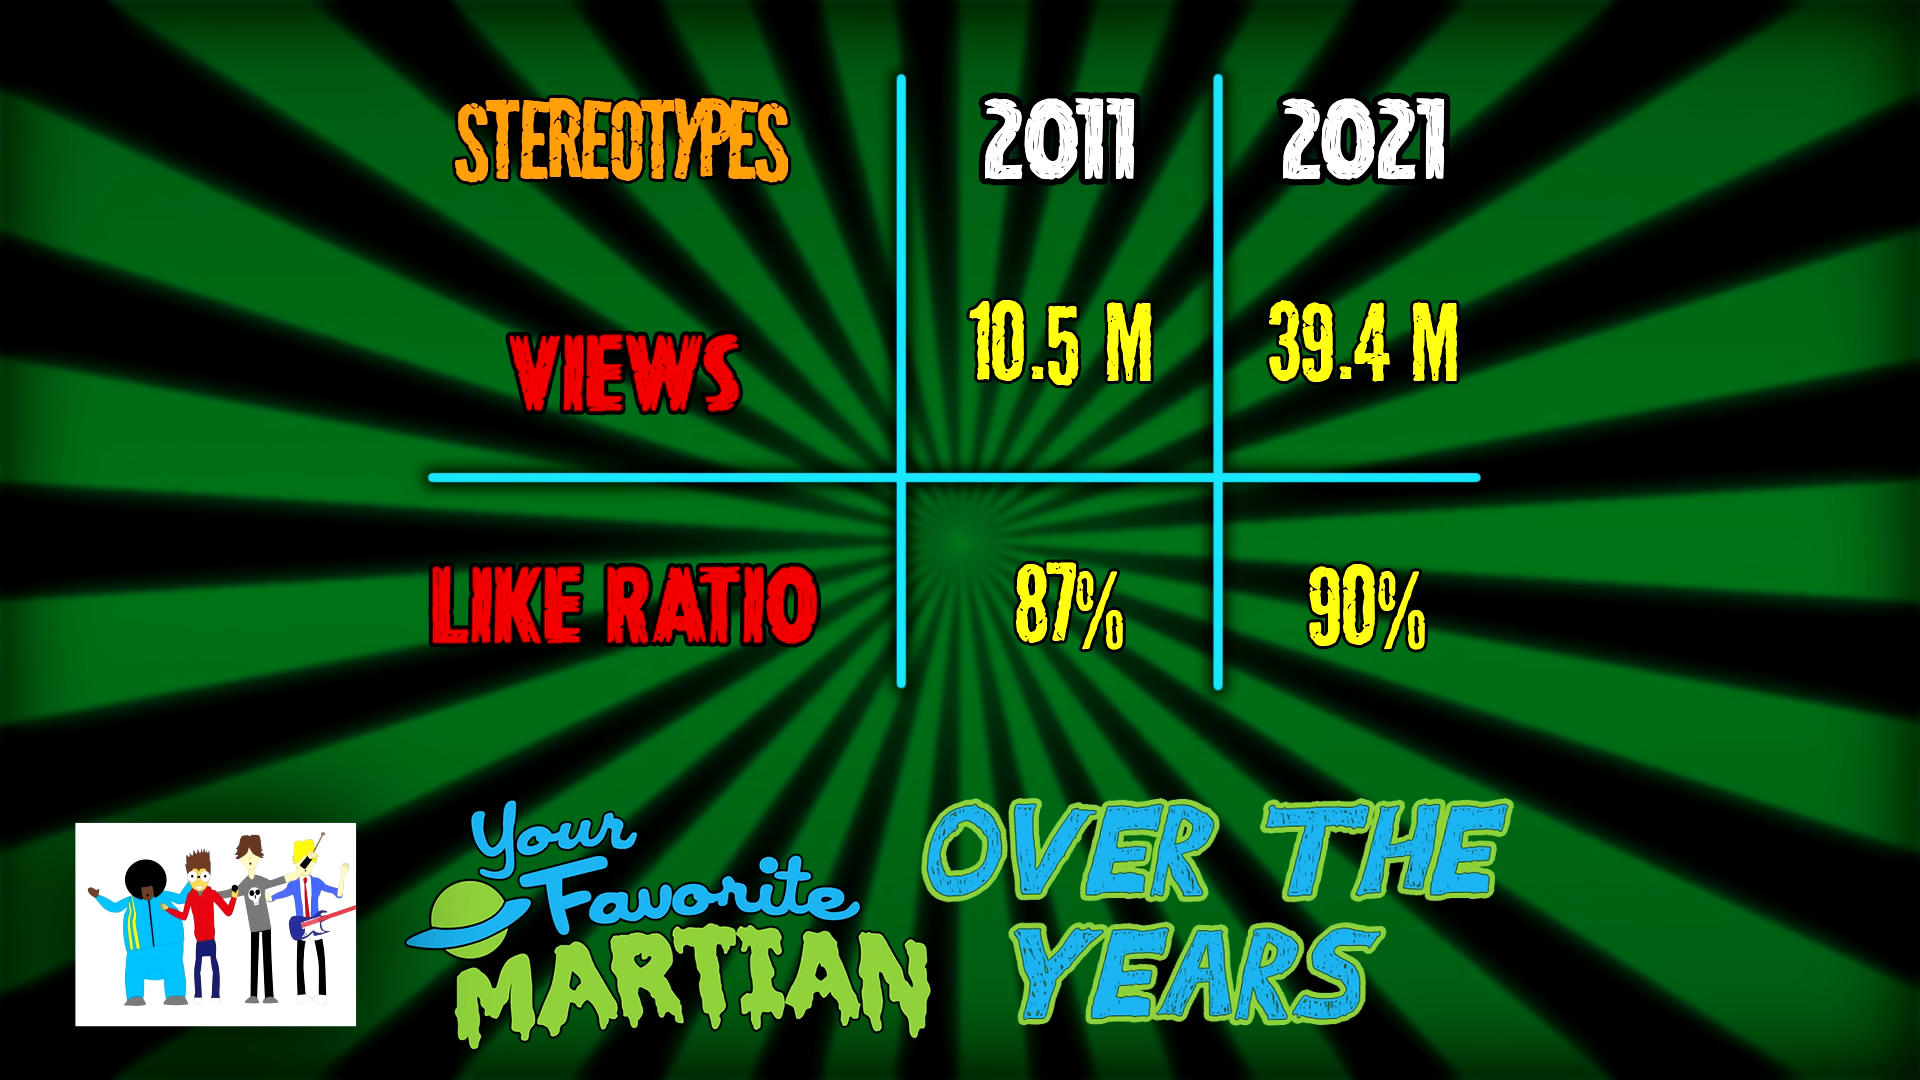 STEREOTYPES 2011 2021
VIEWS 10.5 M 39.4 M
LIKE RATIO 87% 90%
Your Favorite MARTIAN
OVER THE YEARS